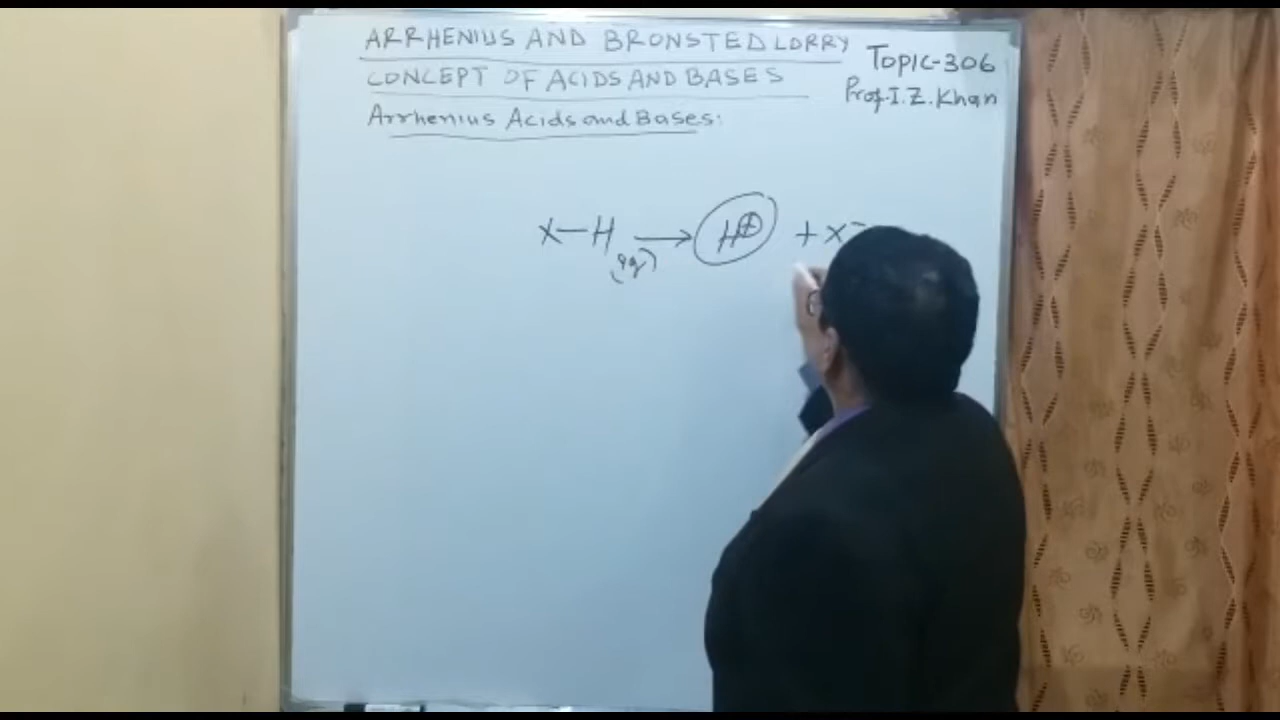 ARRHENIUS AND BRONSTED LORRY
CONCEPT OF ACIDS AND BASES
TOPIC-306
Prof. I. Z. Khan
Arrhenius Acids and Bases:
X—H(aq) → H⊕ + X⁻